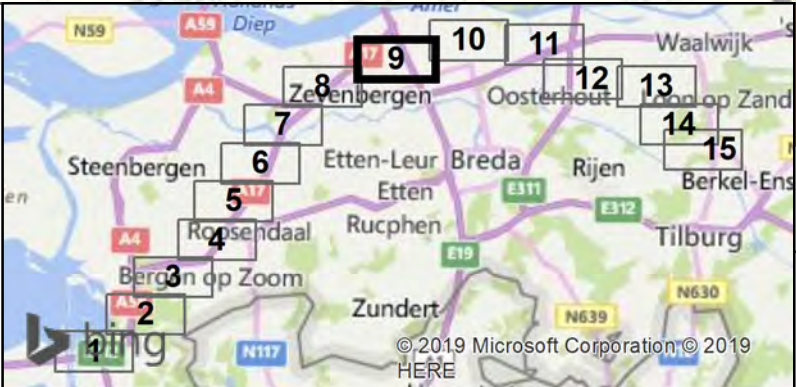 Diep
N59
A59
A17
9
10
11
Waalwijk
A4
8
Zevenbergen
Oosterhout
12
13
Loon op Zand
7
14
Steenbergen
6
Etten-Leur
Breda
Rijen
15
Berkel-Ens
en
5
A17
Etten
E311
E312
4
Roosendaal
Rucphen
Tilburg
A4
E19
3
Bergen op Zoom
N630
2
Zundert
N639
1
bing
N117
© 2019 Microsoft Corporation © 2019
HERE